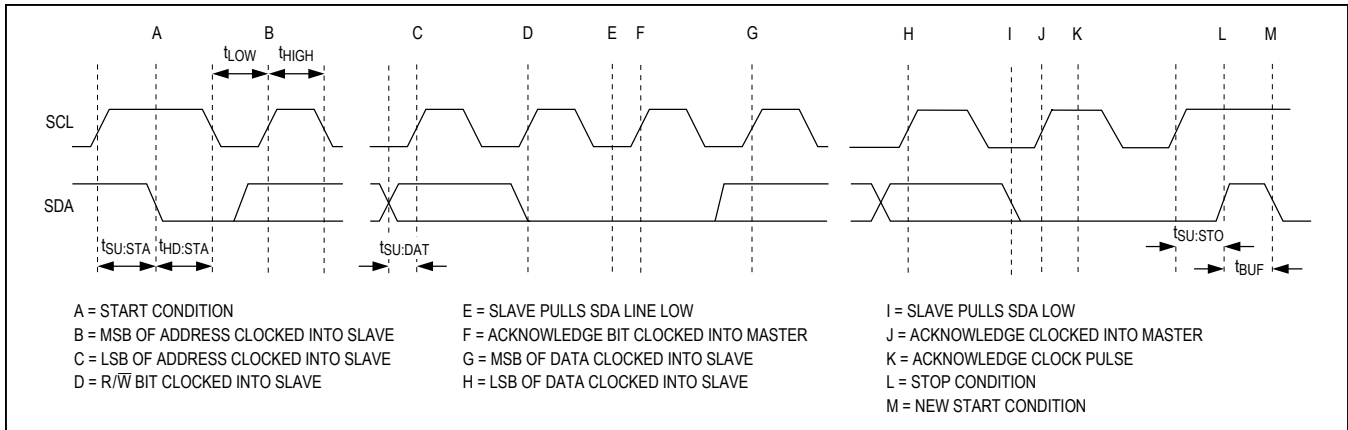 A B C D E F G H I J K L M
tLOW tHIGH
SCL
SDA
tSU:STA tHD:STA tSU:DAT tSU:STO
tBUF
A = START CONDITION
B = MSB OF ADDRESS CLOCKED INTO SLAVE
C = LSB OF ADDRESS CLOCKED INTO SLAVE
D = R/W̅ BIT CLOCKED INTO SLAVE
E = SLAVE PULLS SDA LINE LOW
F = ACKNOWLEDGE BIT CLOCKED INTO MASTER
G = MSB OF DATA CLOCKED INTO SLAVE
H = LSB OF DATA CLOCKED INTO SLAVE
I = SLAVE PULLS SDA LOW
J = ACKNOWLEDGE CLOCKED INTO MASTER
K = ACKNOWLEDGE CLOCK PULSE
L = STOP CONDITION
M = NEW START CONDITION